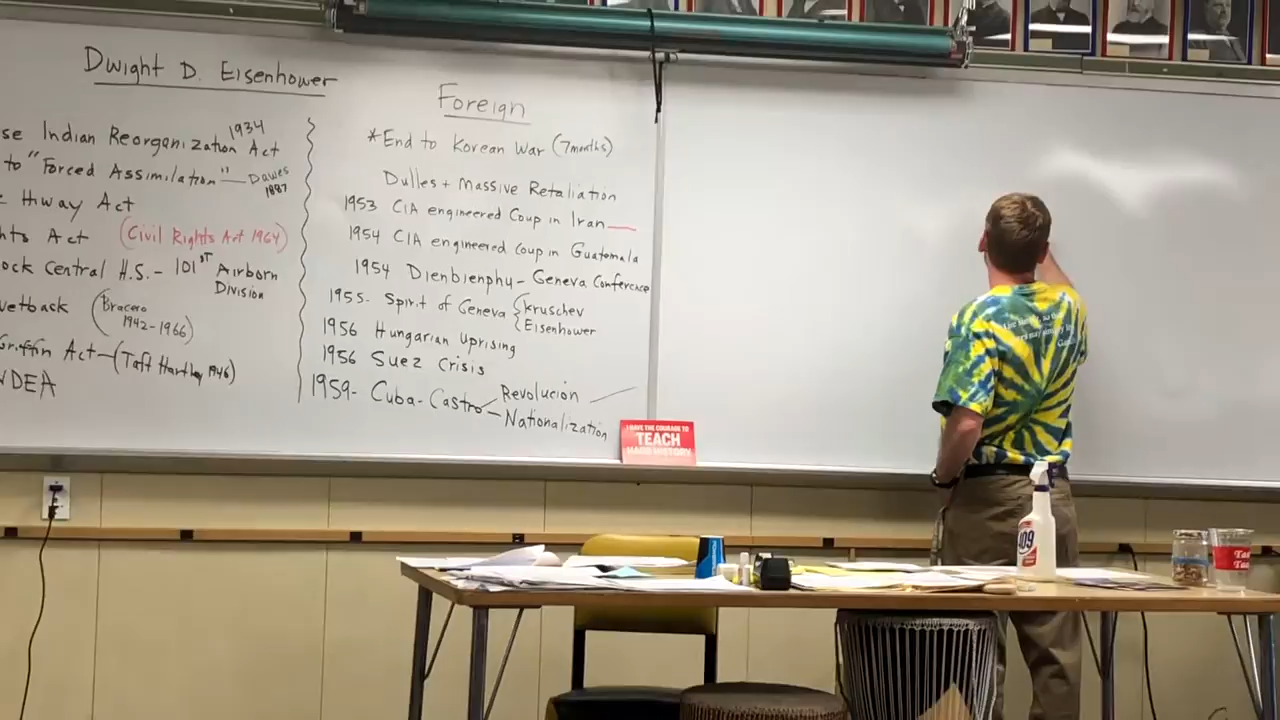 Dwight D. Eisenhower
se Indian Reorganization Act 1934
to "Forced Assimilation" — Dawes 1887
Hiway Act
hts Act (Civil Rights Act 1964)
ock Central H.S. - 101ST Airborn Division
etback (Bracero 1942-1966)
Griffin Act - (Taft Hartley 1946)
NDEA
Foreign
*End to Korean War (7months)
Dulles + Massive Retaliation
1953 CIA engineered Coup in Iran
1954 CIA engineered Coup in Guatemala
1954 Dienbienphy - Geneva Conference
1955- Spirit of Geneva { Kruschev
{ Eisenhower
1956 Hungarian Uprising
1956 Suez Crisis
1959- Cuba-Castro - Revolucion
- Nationalization
I HAVE THE COURAGE TO
TEACH
HARD HISTORY
409